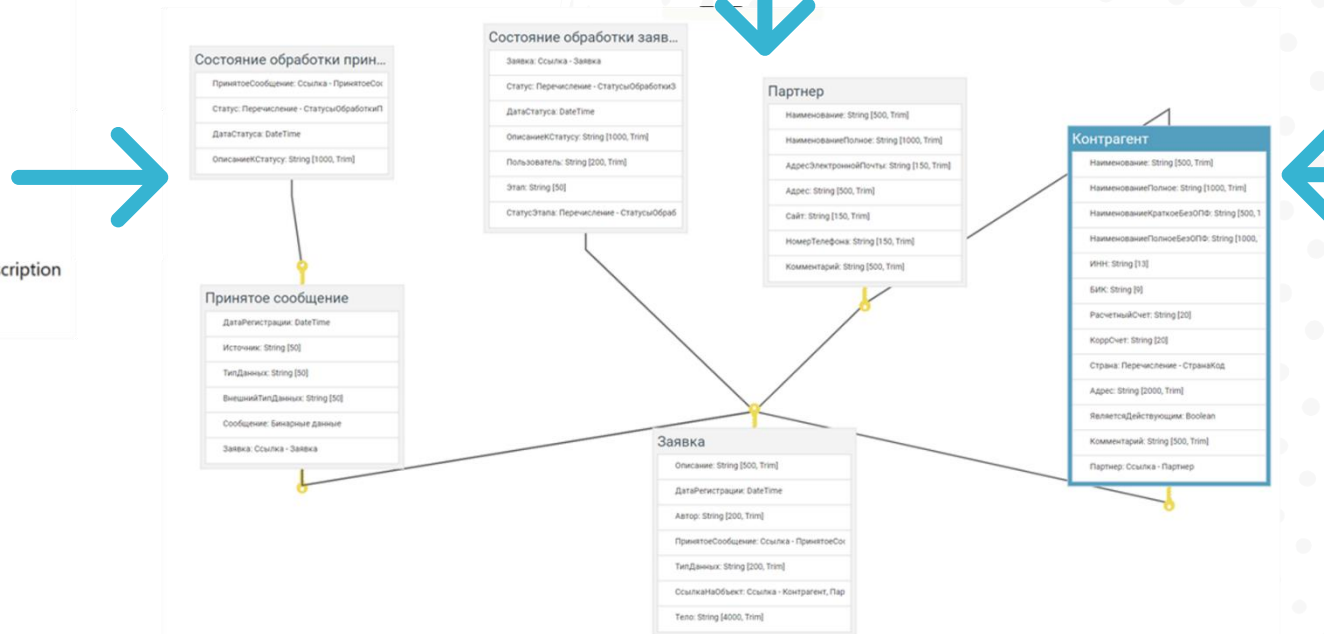 cription
Состояние обработки прин...
ПринятоеСообщение: Ссылка - ПринятоеСоо
Статус: Перечисление - СтатусыОбработкиП
ДатаСтатуса: DateTime
ОписаниеКСтатусу: String [1000, Trim]
Принятое сообщение
ДатаРегистрации: DateTime
Источник: String [50]
ТипДанных: String [50]
ВнешнийТипДанных: String [50]
Сообщение: Бинарные данные
Заявка: Ссылка - Заявка
Состояние обработки заяв...
Заявка: Ссылка - Заявка
Статус: Перечисление - СтатусыОбработкиЗ
ДатаСтатуса: DateTime
ОписаниеКСтатусу: String [1000, Trim]
Пользователь: String [200, Trim]
Этап: String [50]
СтатусЭтапа: Перечисление - СтатусыОбраб
Заявка
Описание: String [500, Trim]
ДатаРегистрации: DateTime
Автор: String [200, Trim]
ПринятоеСообщение: Ссылка - ПринятоеСоо
ТипДанных: String [200, Trim]
СсылкаНаОбъект: Ссылка - Контрагент, Пар
Тело: String [4000, Trim]
Партнер
Наименование: String [500, Trim]
НаименованиеПолное: String [1000, Trim]
АдресЭлектроннойПочты: String [150, Trim]
Адрес: String [500, Trim]
Сайт: String [150, Trim]
НомерТелефона: String [150, Trim]
Комментарий: String [500, Trim]
Контрагент
Наименование: String [500, Trim]
НаименованиеПолное: String [1000, Trim]
НаименованиеКраткоеБезОПФ: String [500, T
НаименованиеПолноеБезОПФ: String [1000,
ИНН: String [13]
БИК: String [9]
РасчетныйСчет: String [20]
КоррСчет: String [20]
Страна: Перечисление - СтранаКод
Адрес: String [2000, Trim]
ЯвляетсяДействующим: Boolean
Комментарий: String [500, Trim]
Партнер: Ссылка - Партнер